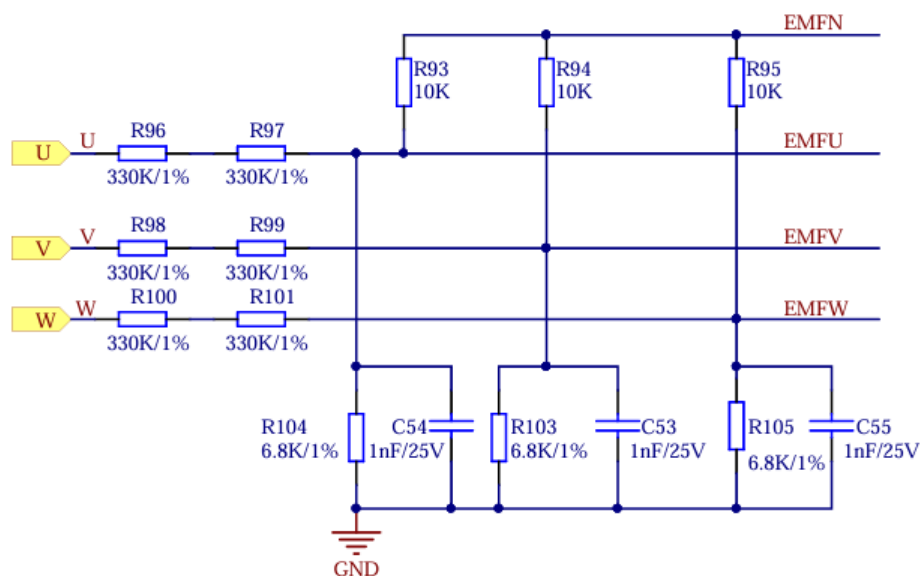 EMFN
R93
10K
R94
10K
R95
10K
U
U
R96
330K/1%
R97
330K/1%
EMFU
V
V
R98
330K/1%
R99
330K/1%
EMFV
W
W
R100
330K/1%
R101
330K/1%
EMFW
R104
6.8K/1%
C54
1nF/25V
R103
6.8K/1%
C53
1nF/25V
R105
6.8K/1%
C55
1nF/25V
GND